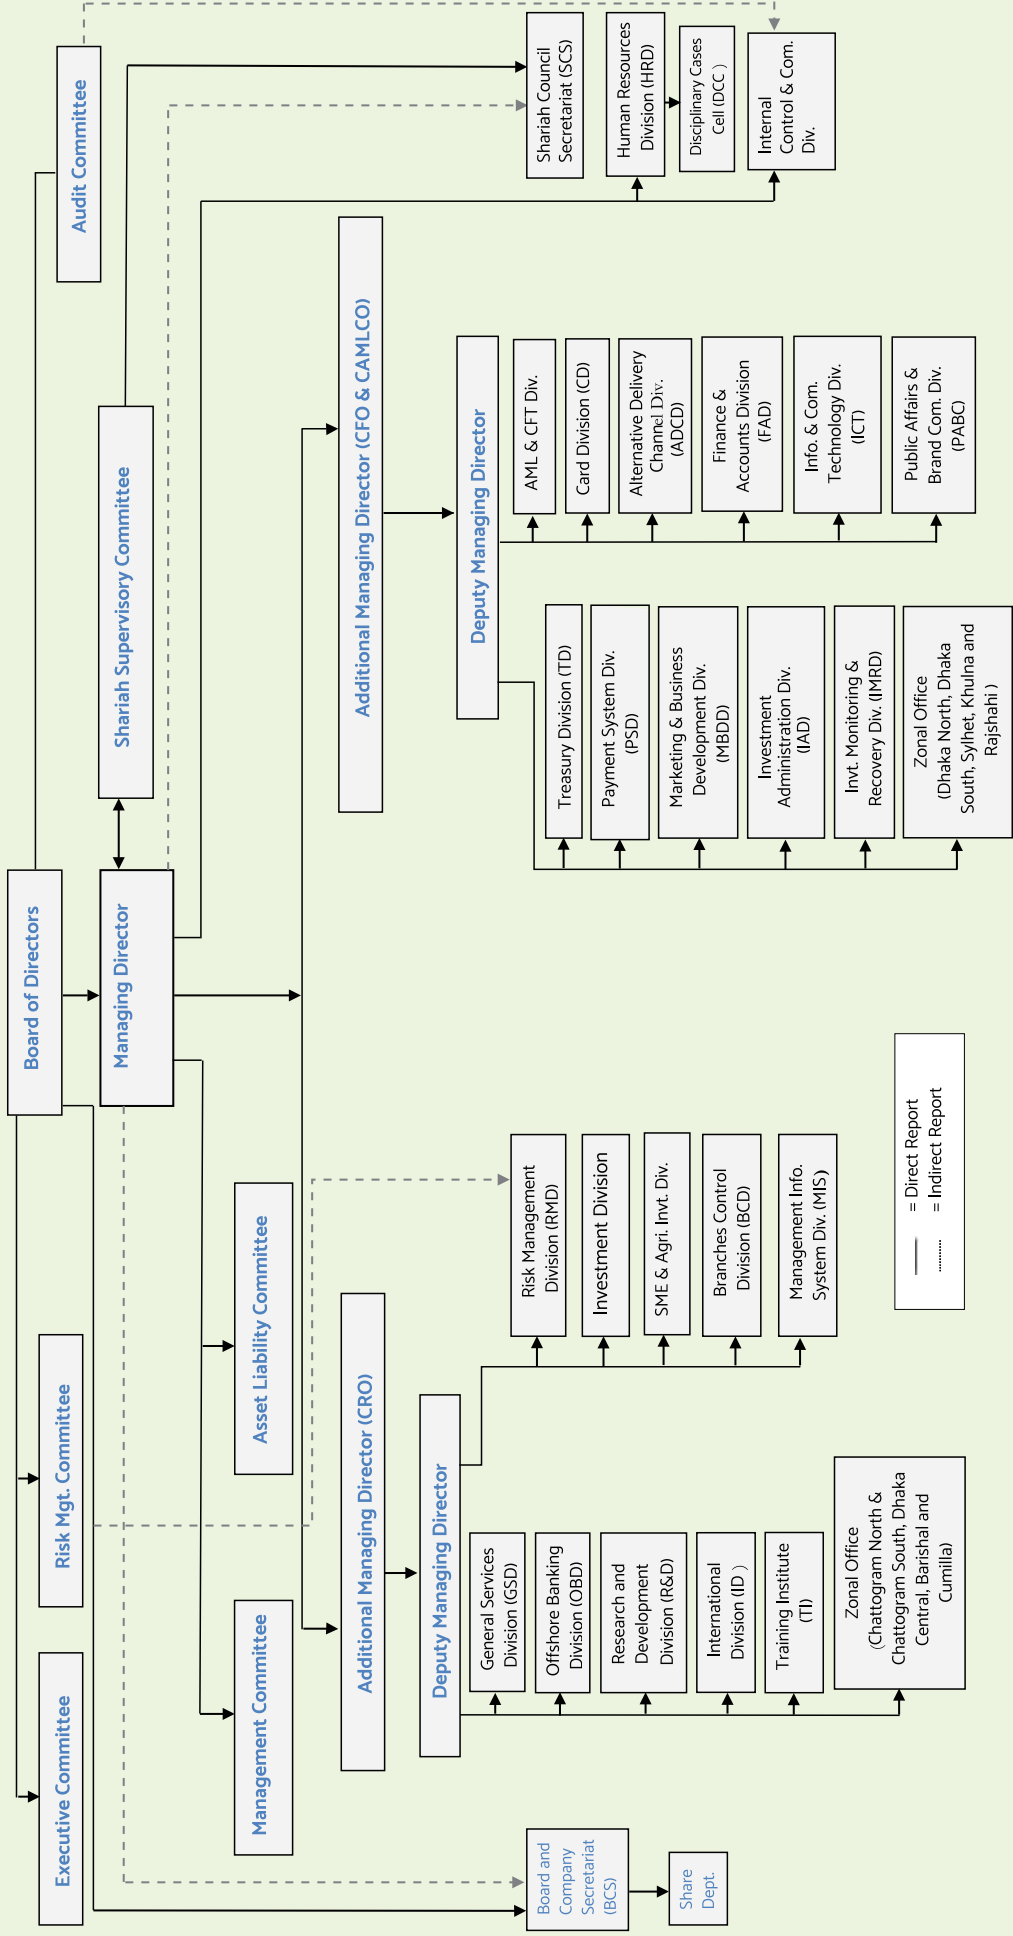 Board of Directors
Executive Committee
Risk Mgt. Committee
Audit Committee
Managing Director
Shariah Supervisory Committee
Management Committee
Asset Liability Committee
Additional Managing Director (CRO)
Additional Managing Director (CFO & CAMLCO)
Deputy Managing Director
Deputy Managing Director
Board and
Company
Secretariat
(BCS)
Share
Dept.
General Services
Division (GSD)
Offshore Banking
Division (OBD)
Research and
Development
Division (R&D)
International
Division (ID )
Training Institute
(TI)
Zonal Office
(Chattogram North &
Chattogram South, Dhaka
Central, Barishal and
Cumilla)
Risk Management
Division (RMD)
Investment Division
SME & Agri. Invt. Div.
Branches Control
Division (BCD)
Management Info.
System Div. (MIS)
Treasury Division (TD)
Payment System Div.
(PSD)
Marketing & Business
Development Div.
(MBDD)
Investment
Administration Div.
(IAD)
Invt. Monitoring &
Recovery Div. (IMRD)
Zonal Office
(Dhaka North, Dhaka
South, Sylhet, Khulna and
Rajshahi )
AML & CFT Div.
Card Division (CD)
Alternative Delivery
Channel Div.
(ADCD)
Finance &
Accounts Division
(FAD)
Info. & Com.
Technology Div.
(ICT)
Public Affairs &
Brand Com. Div.
(PABC)
Shariah Council
Secretariat (SCS)
Human Resources
Division (HRD)
Disciplinary Cases
Cell (DCC )
Internal
Control & Com.
Div.
= Direct Report
= Indirect Report